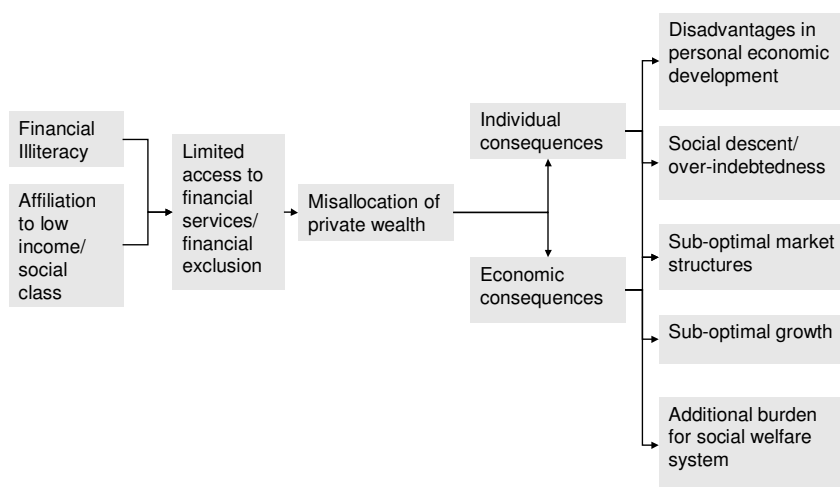 Financial
Illiteracy
Affiliation
to low
income/
social
class
Limited
access to
financial
services/
financial
exclusion
Misallocation of
private wealth
Individual
consequences
Economic
consequences
Disadvantages in
personal economic
development
Social descent/
over-indebtedness
Sub-optimal market
structures
Sub-optimal growth
Additional burden
for social welfare
system